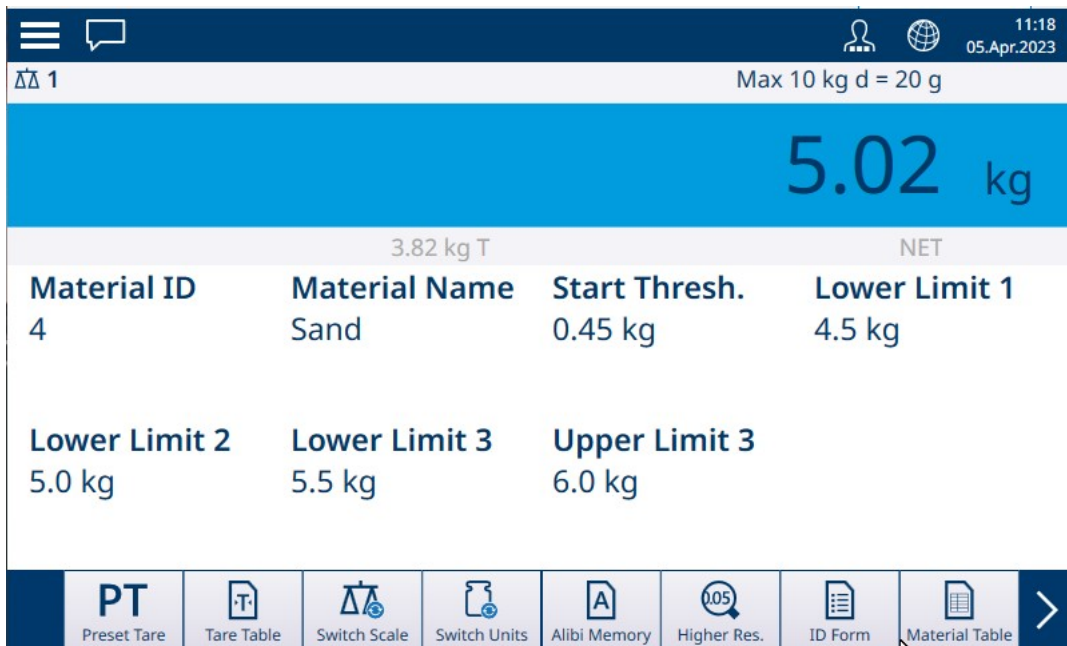 11:18
05.Apr.2023
1 Max 10 kg d = 20 g
5.02 kg
3.82 kg T NET
Material ID Material Name Start Thresh. Lower Limit 1
4 Sand 0.45 kg 4.5 kg
Lower Limit 2 Lower Limit 3 Upper Limit 3
5.0 kg 5.5 kg 6.0 kg
PT ·T· A 0.05
Preset Tare Tare Table Switch Scale Switch Units Alibi Memory Higher Res. ID Form Material Table